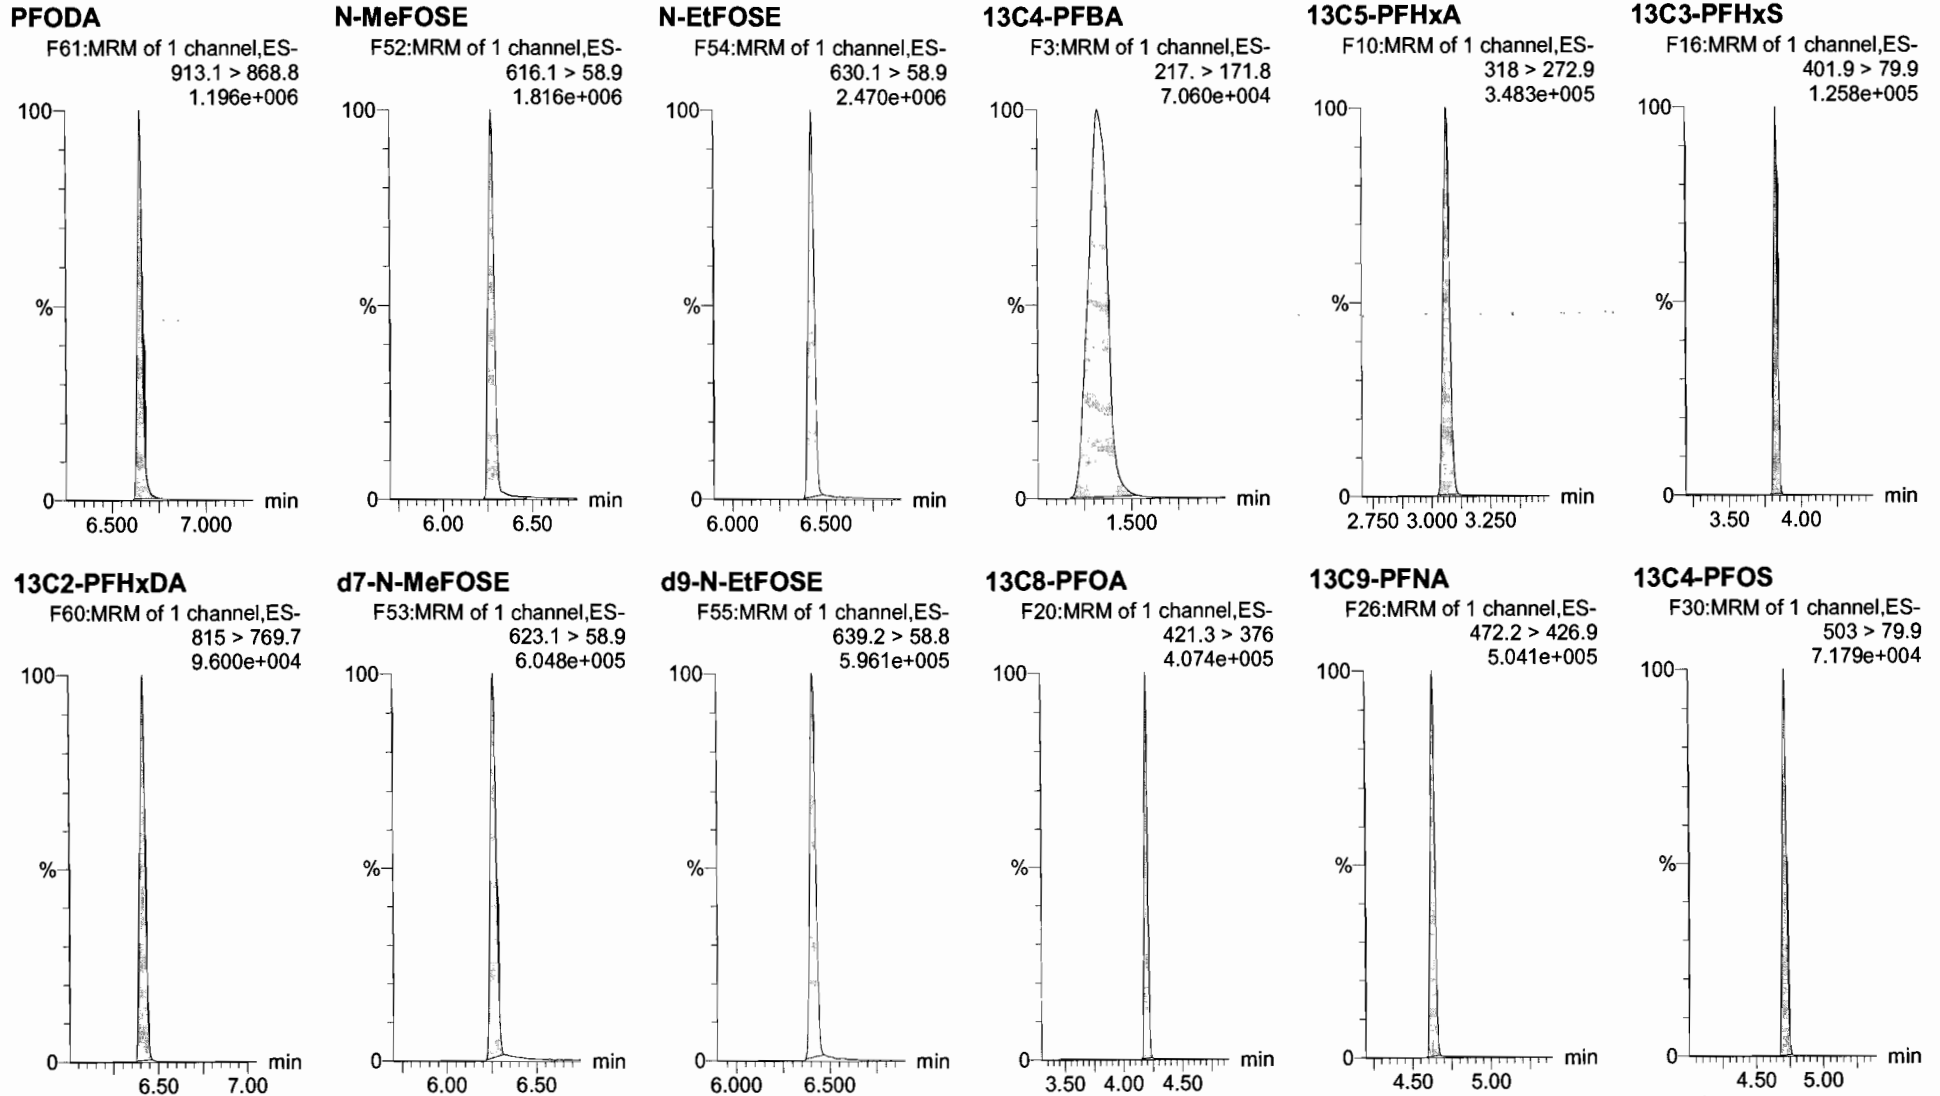 PFODA
F61:MRM of 1 channel,ES-
913.1 > 868.8
1.196e+006
100
%
0
min
6.500 7.000
N-MeFOSE
F52:MRM of 1 channel,ES-
616.1 > 58.9
1.816e+006
100
%
0
min
6.00 6.50
N-EtFOSE
F54:MRM of 1 channel,ES-
630.1 > 58.9
2.470e+006
100
%
0
min
6.000 6.500
13C4-PFBA
F3:MRM of 1 channel,ES-
217. > 171.8
7.060e+004
100
%
0
min
1.500
13C5-PFHxA
F10:MRM of 1 channel,ES-
318 > 272.9
3.483e+005
100
%
0
min
2.750 3.000 3.250
13C3-PFHxS
F16:MRM of 1 channel,ES-
401.9 > 79.9
1.258e+005
100
%
0
min
3.50 4.00
13C2-PFHxDA
F60:MRM of 1 channel,ES-
815 > 769.7
9.600e+004
100
%
0
min
6.50 7.00
d7-N-MeFOSE
F53:MRM of 1 channel,ES-
623.1 > 58.9
6.048e+005
100
%
0
min
6.00 6.50
d9-N-EtFOSE
F55:MRM of 1 channel,ES-
639.2 > 58.8
5.961e+005
100
%
0
min
6.000 6.500
13C8-PFOA
F20:MRM of 1 channel,ES-
421.3 > 376
4.074e+005
100
%
0
min
3.50 4.00 4.50
13C9-PFNA
F26:MRM of 1 channel,ES-
472.2 > 426.9
5.041e+005
100
%
0
min
4.50 5.00
13C4-PFOS
F30:MRM of 1 channel,ES-
503 > 79.9
7.179e+004
100
%
0
min
4.50 5.00